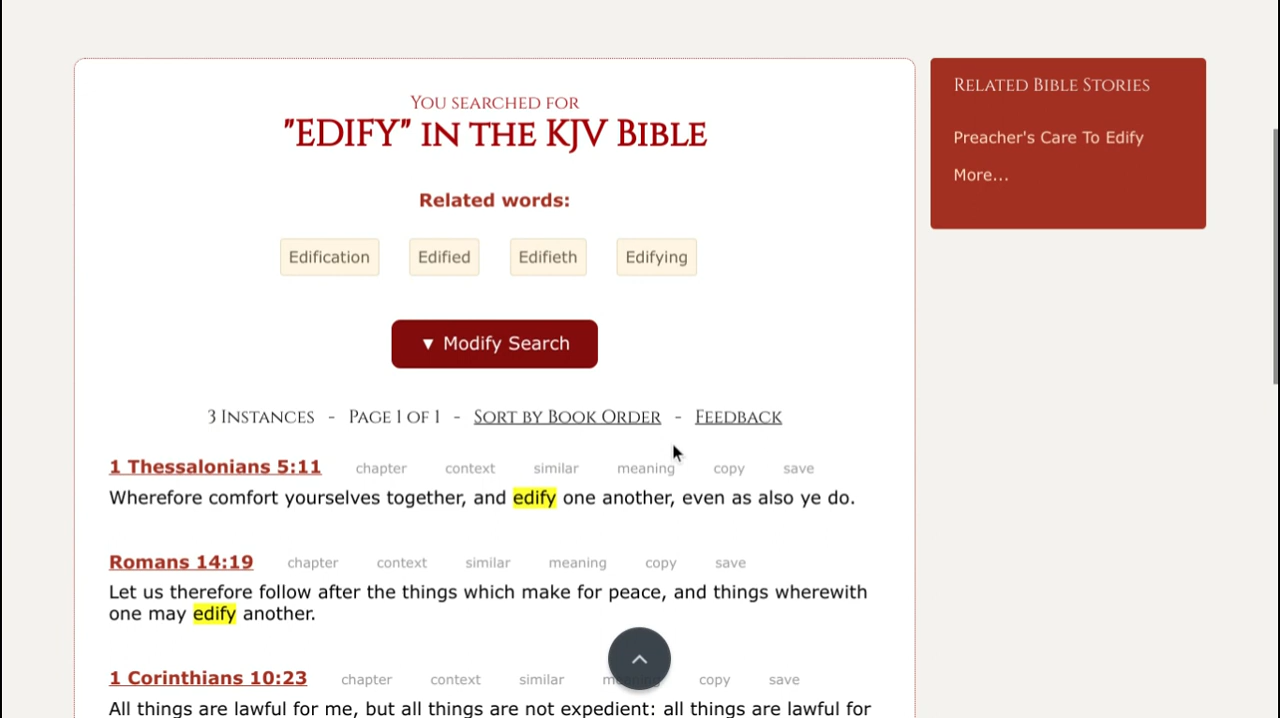 You searched for
"EDIFY" in the KJV Bible
Related words:
Edification Edified Edifieth Edifying
▼ Modify Search
3 Instances - Page 1 of 1 - Sort by Book Order - Feedback
1 Thessalonians 5:11 chapter context similar meaning copy save
Wherefore comfort yourselves together, and edify one another, even as also ye do.
Romans 14:19 chapter context similar meaning copy save
Let us therefore follow after the things which make for peace, and things wherewith
one may edify another.
1 Corinthians 10:23 chapter context similar meaning copy save
All things are lawful for me, but all things are not expedient: all things are lawful for
Related Bible Stories
Preacher's Care To Edify
More...